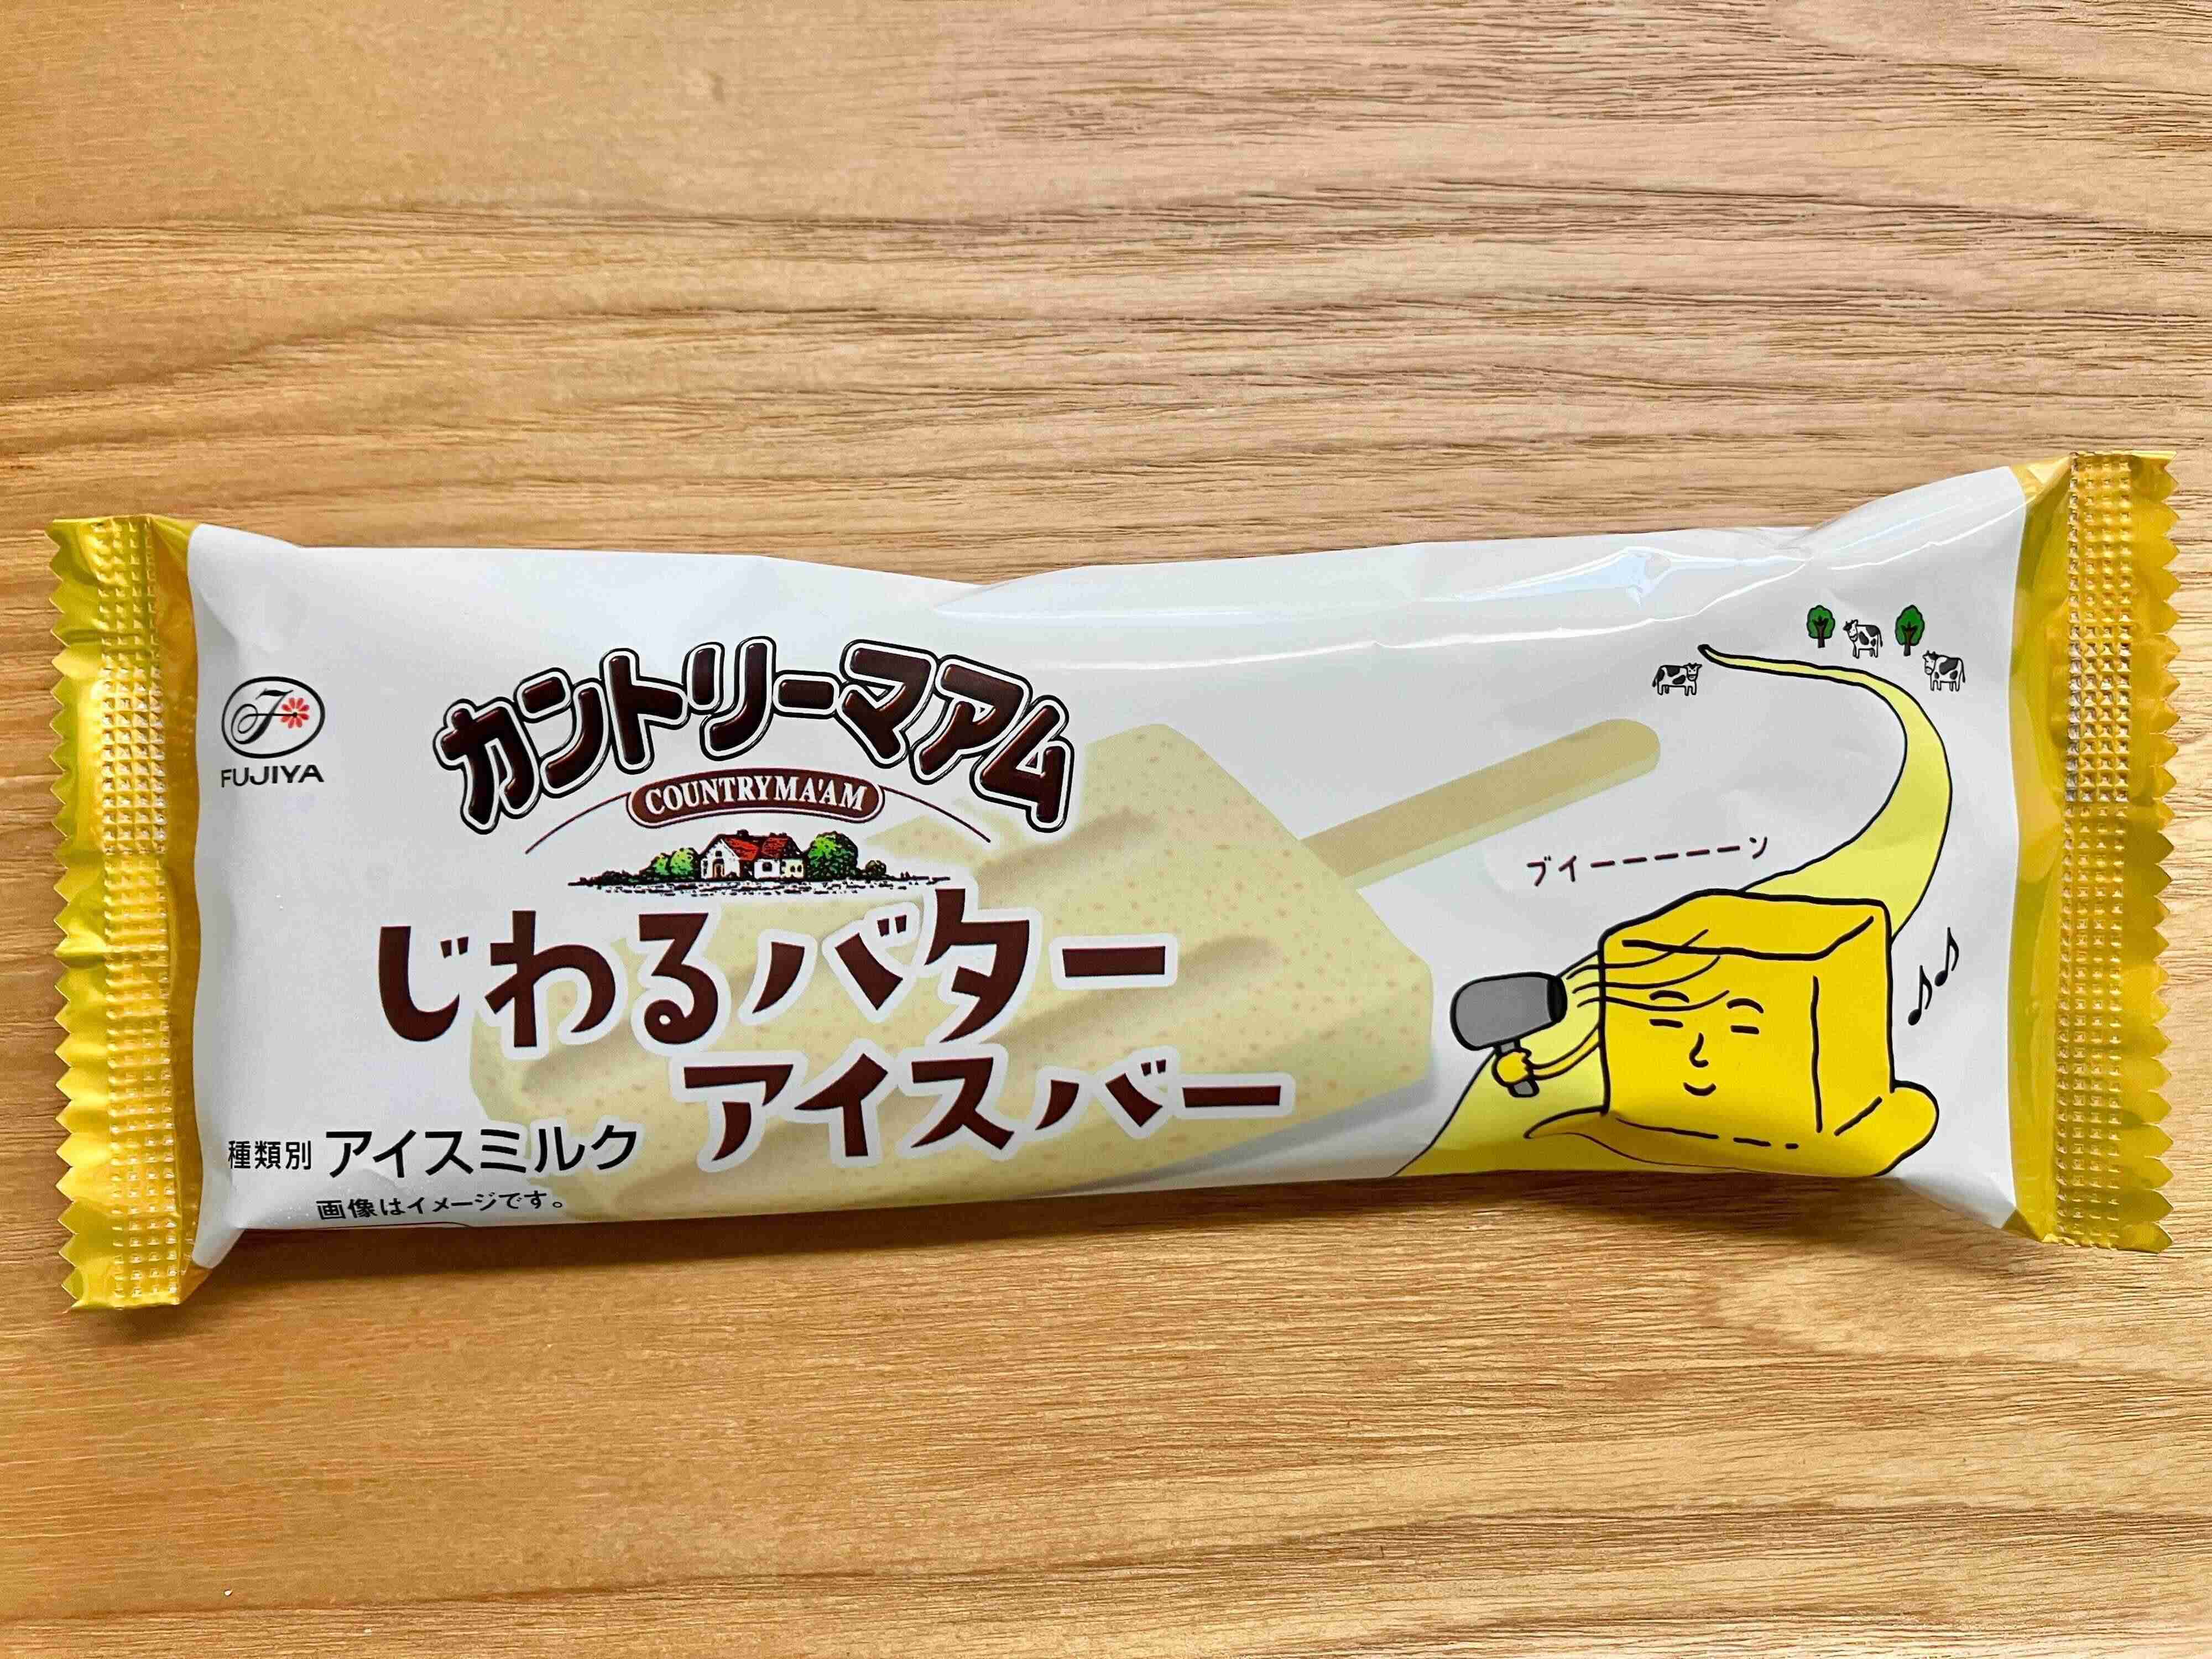 FUJIYA
カントリーマアム
COUNTRY MA'AM
じわるバター
アイスバー
ブイーーーーーン
種類別 アイスミルク
画像はイメージです。